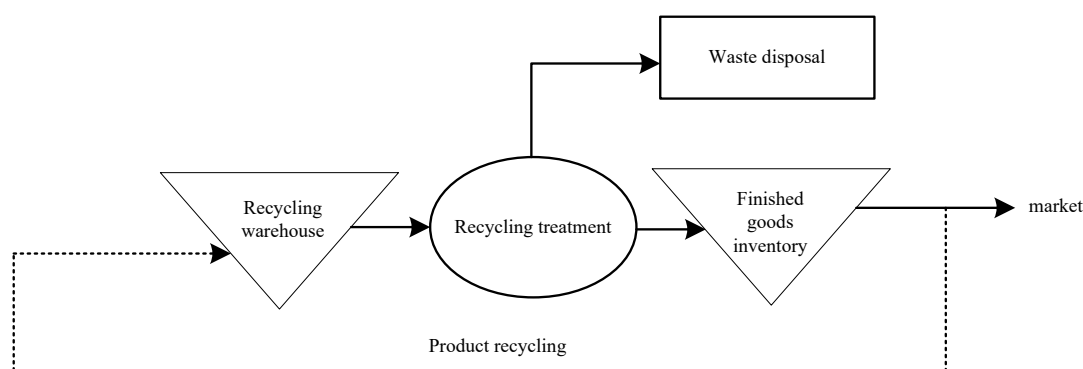 Waste disposal
Recycling
warehouse
Recycling treatment
Finished
goods
inventory
market
Product recycling